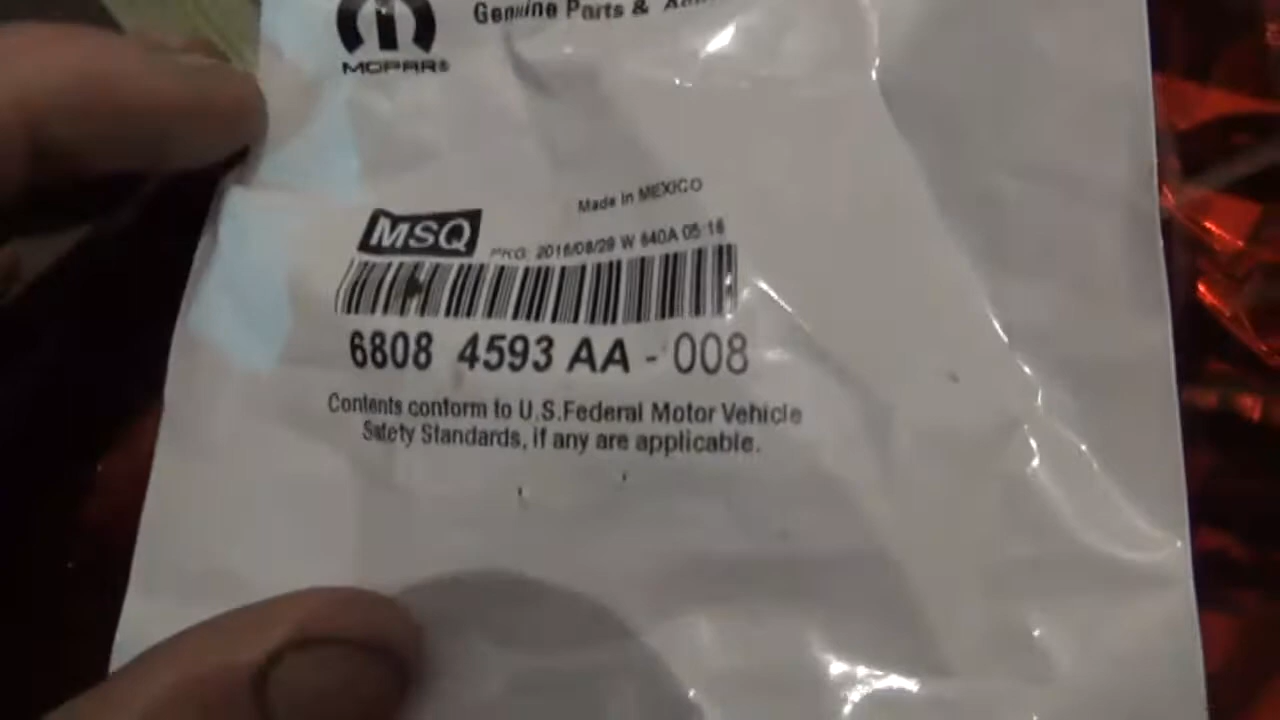 Genuine Parts &
MOPAR®
Made In MEXICO
MSQ
PKG: 2016/08/29 W 640A 05:16
6808 4593 AA - 008
Contents conform to U.S.Federal Motor Vehicle
Safety Standards, if any are applicable.